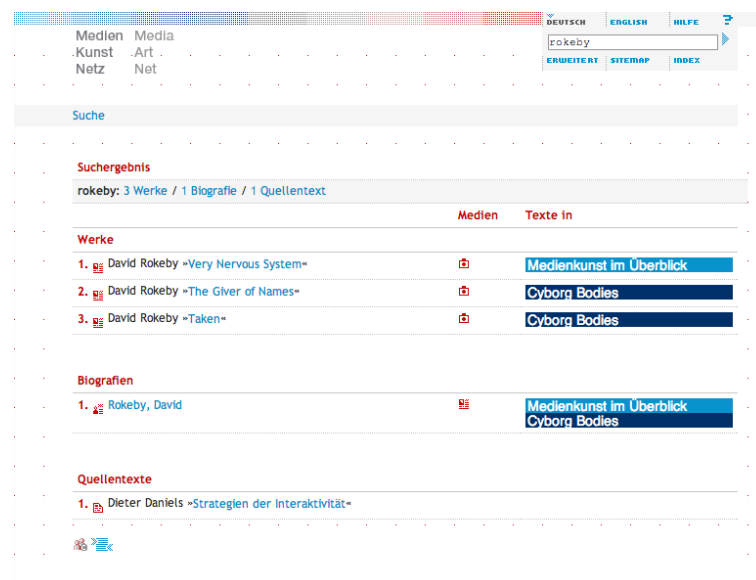 DEUTSCH ENGLISH HILFE ?
Medien Media
Kunst Art
Netz Net
rokeby
ERWEITERT SITEMAP INDEX
Suche
Suchergebnis
rokeby: 3 Werke / 1 Biografie / 1 Quellentext
Medien Texte in
Werke
1. David Rokeby »Very Nervous System« Medienkunst im Überblick
2. David Rokeby »The Giver of Names« Cyborg Bodies
3. David Rokeby »Taken« Cyborg Bodies
Biografien
1. Rokeby, David Medienkunst im Überblick
Cyborg Bodies
Quellentexte
1. Dieter Daniels »Strategien der Interaktivität«